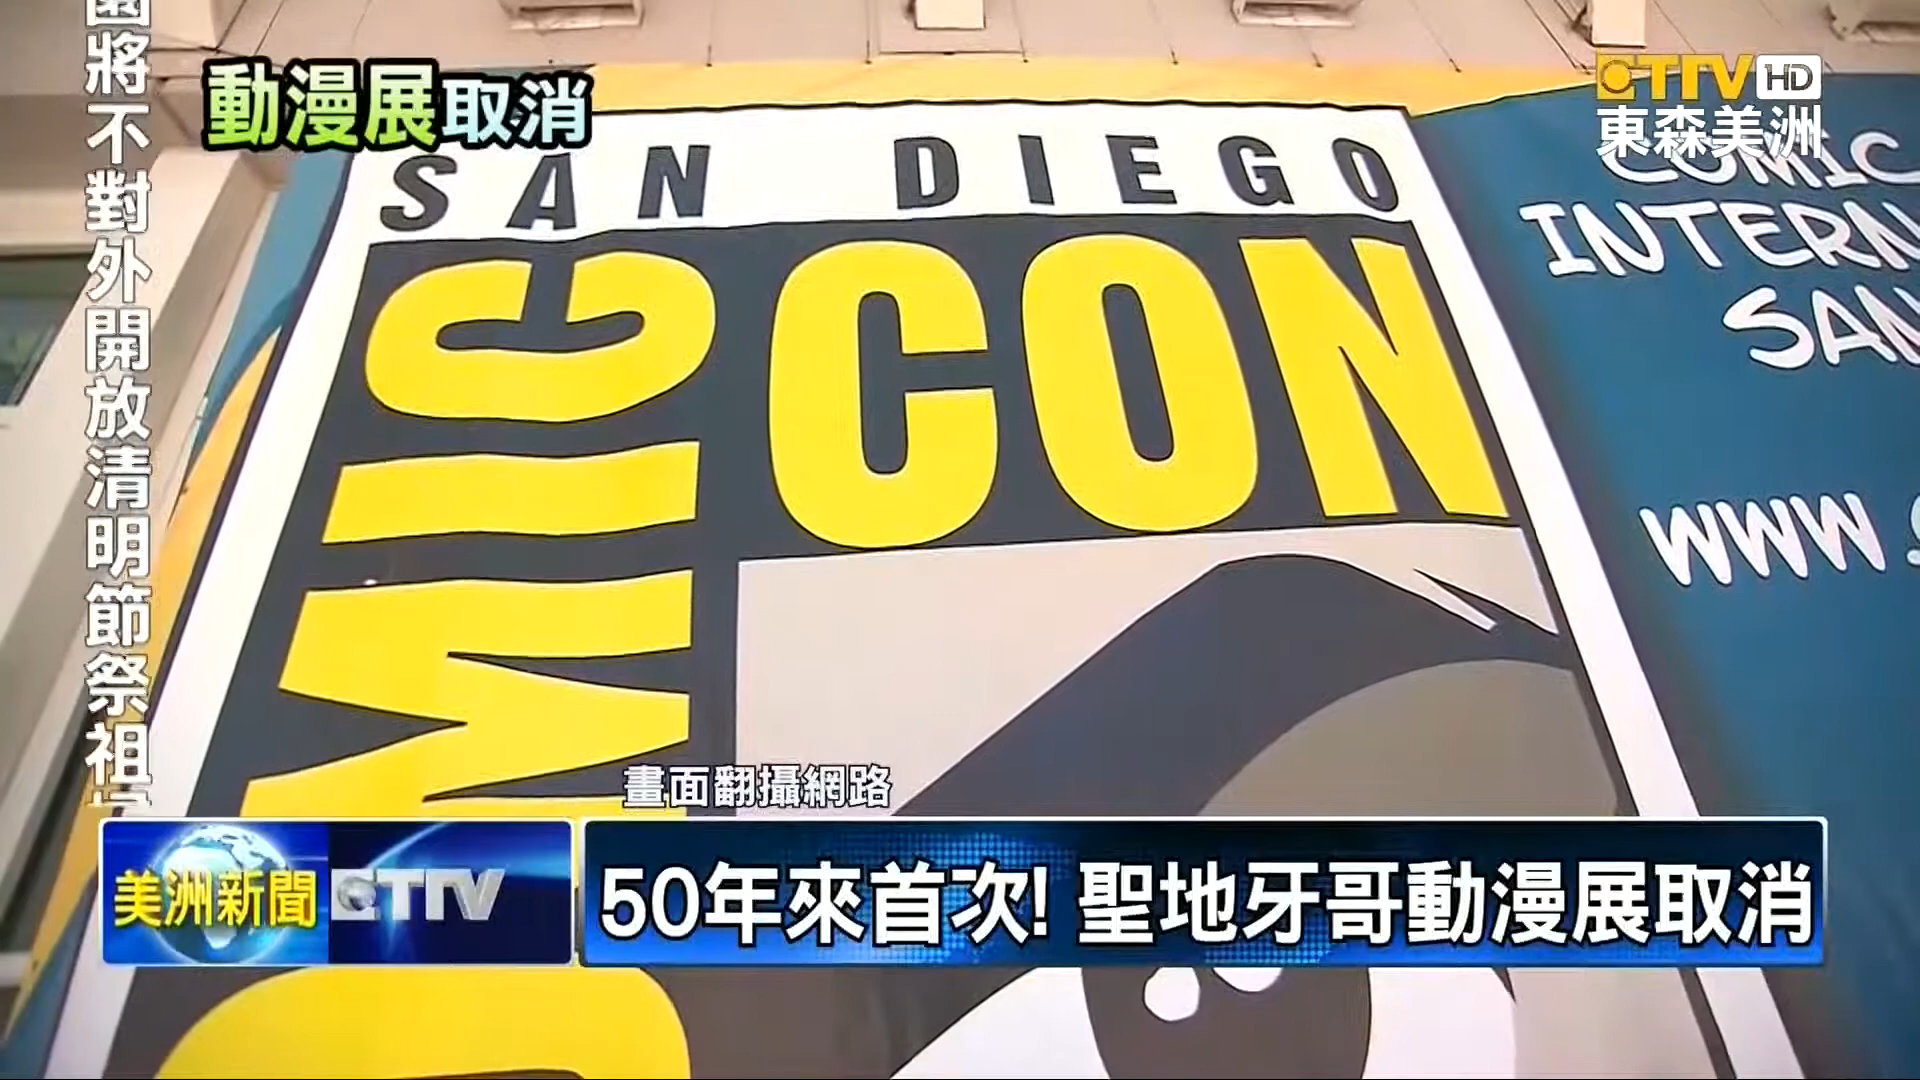 將不對外開放清明節祭祖
動漫展取消
ETTV HD
東森美洲
SAN DIEGO
COMIC CON
COMIC
INTERN
SAN
WWW.
畫面翻攝網路
美洲新聞
ETTV
50年來首次! 聖地牙哥動漫展取消